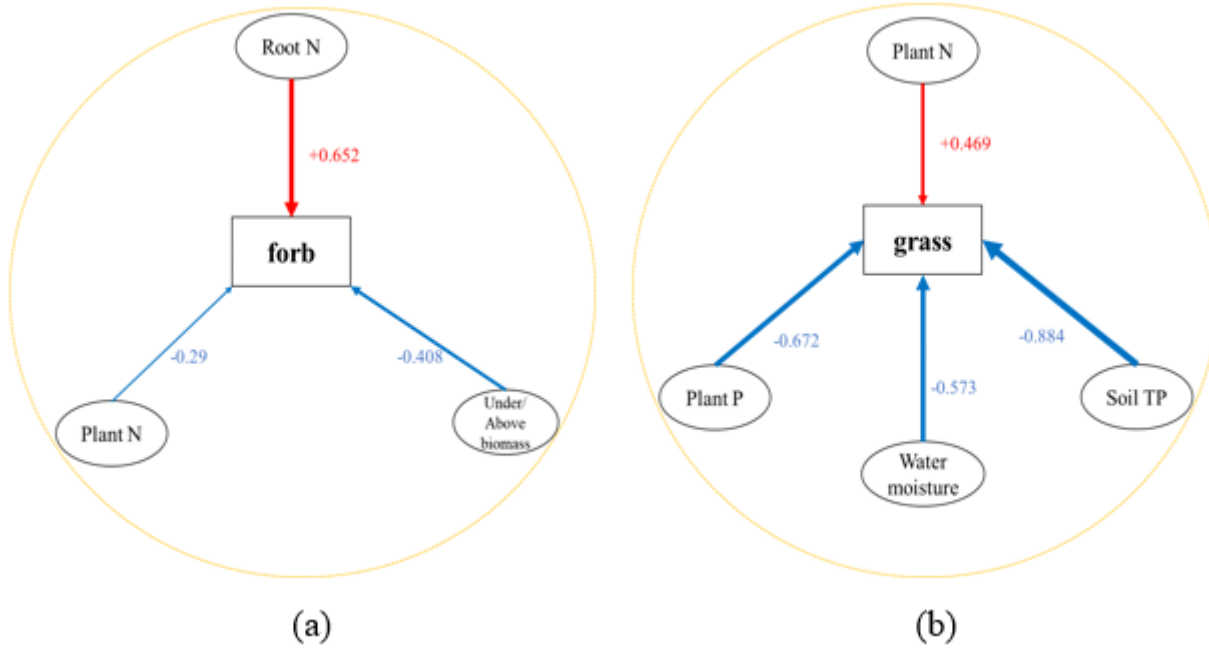 Root N
+0.652
forb
-0.29
-0.408
Plant N
Under/
Above
biomass
(a)
Plant N
+0.469
grass
-0.672
-0.573
-0.884
Plant P
Water
moisture
Soil TP
(b)